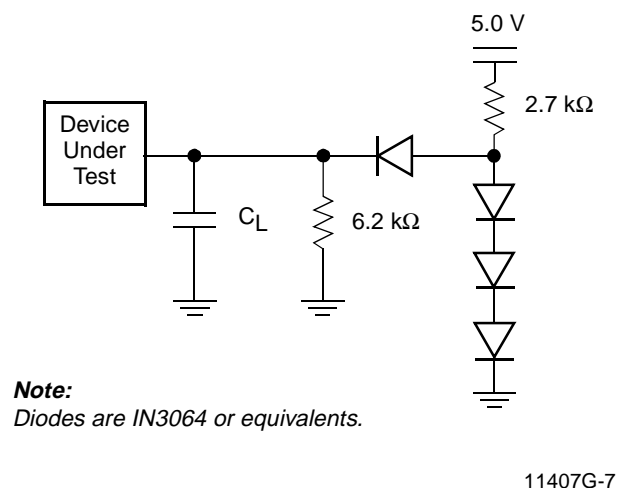 5.0 V
2.7 kΩ
Device
Under
Test
CL
6.2 kΩ
Note:
Diodes are IN3064 or equivalents.
11407G-7